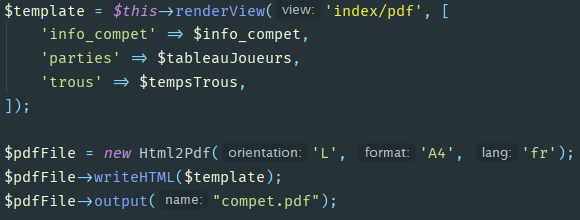 $template = $this->renderView( view: 'index/pdf', [
'info_compet' => $info_compet,
'parties' => $tableauJoueurs,
'trous' => $tempsTrous,
]);
$pdfFile = new Html2Pdf( orientation: 'L', format: 'A4', lang: 'fr');
$pdfFile->writeHTML($template);
$pdfFile->output( name: "compet.pdf");